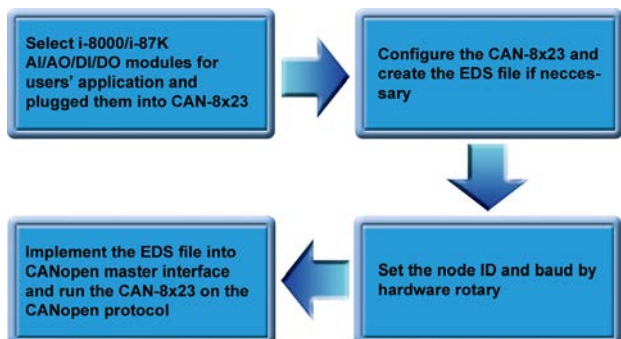 Select i-8000/i-87K
AI/AO/DI/DO modules for
users' application and
plugged them into CAN-8x23
Configure the CAN-8x23 and
create the EDS file if necces-
sary
Set the node ID and baud by
hardware rotary
Implement the EDS file into
CANopen master interface
and run the CAN-8x23 on the
CANopen protocol